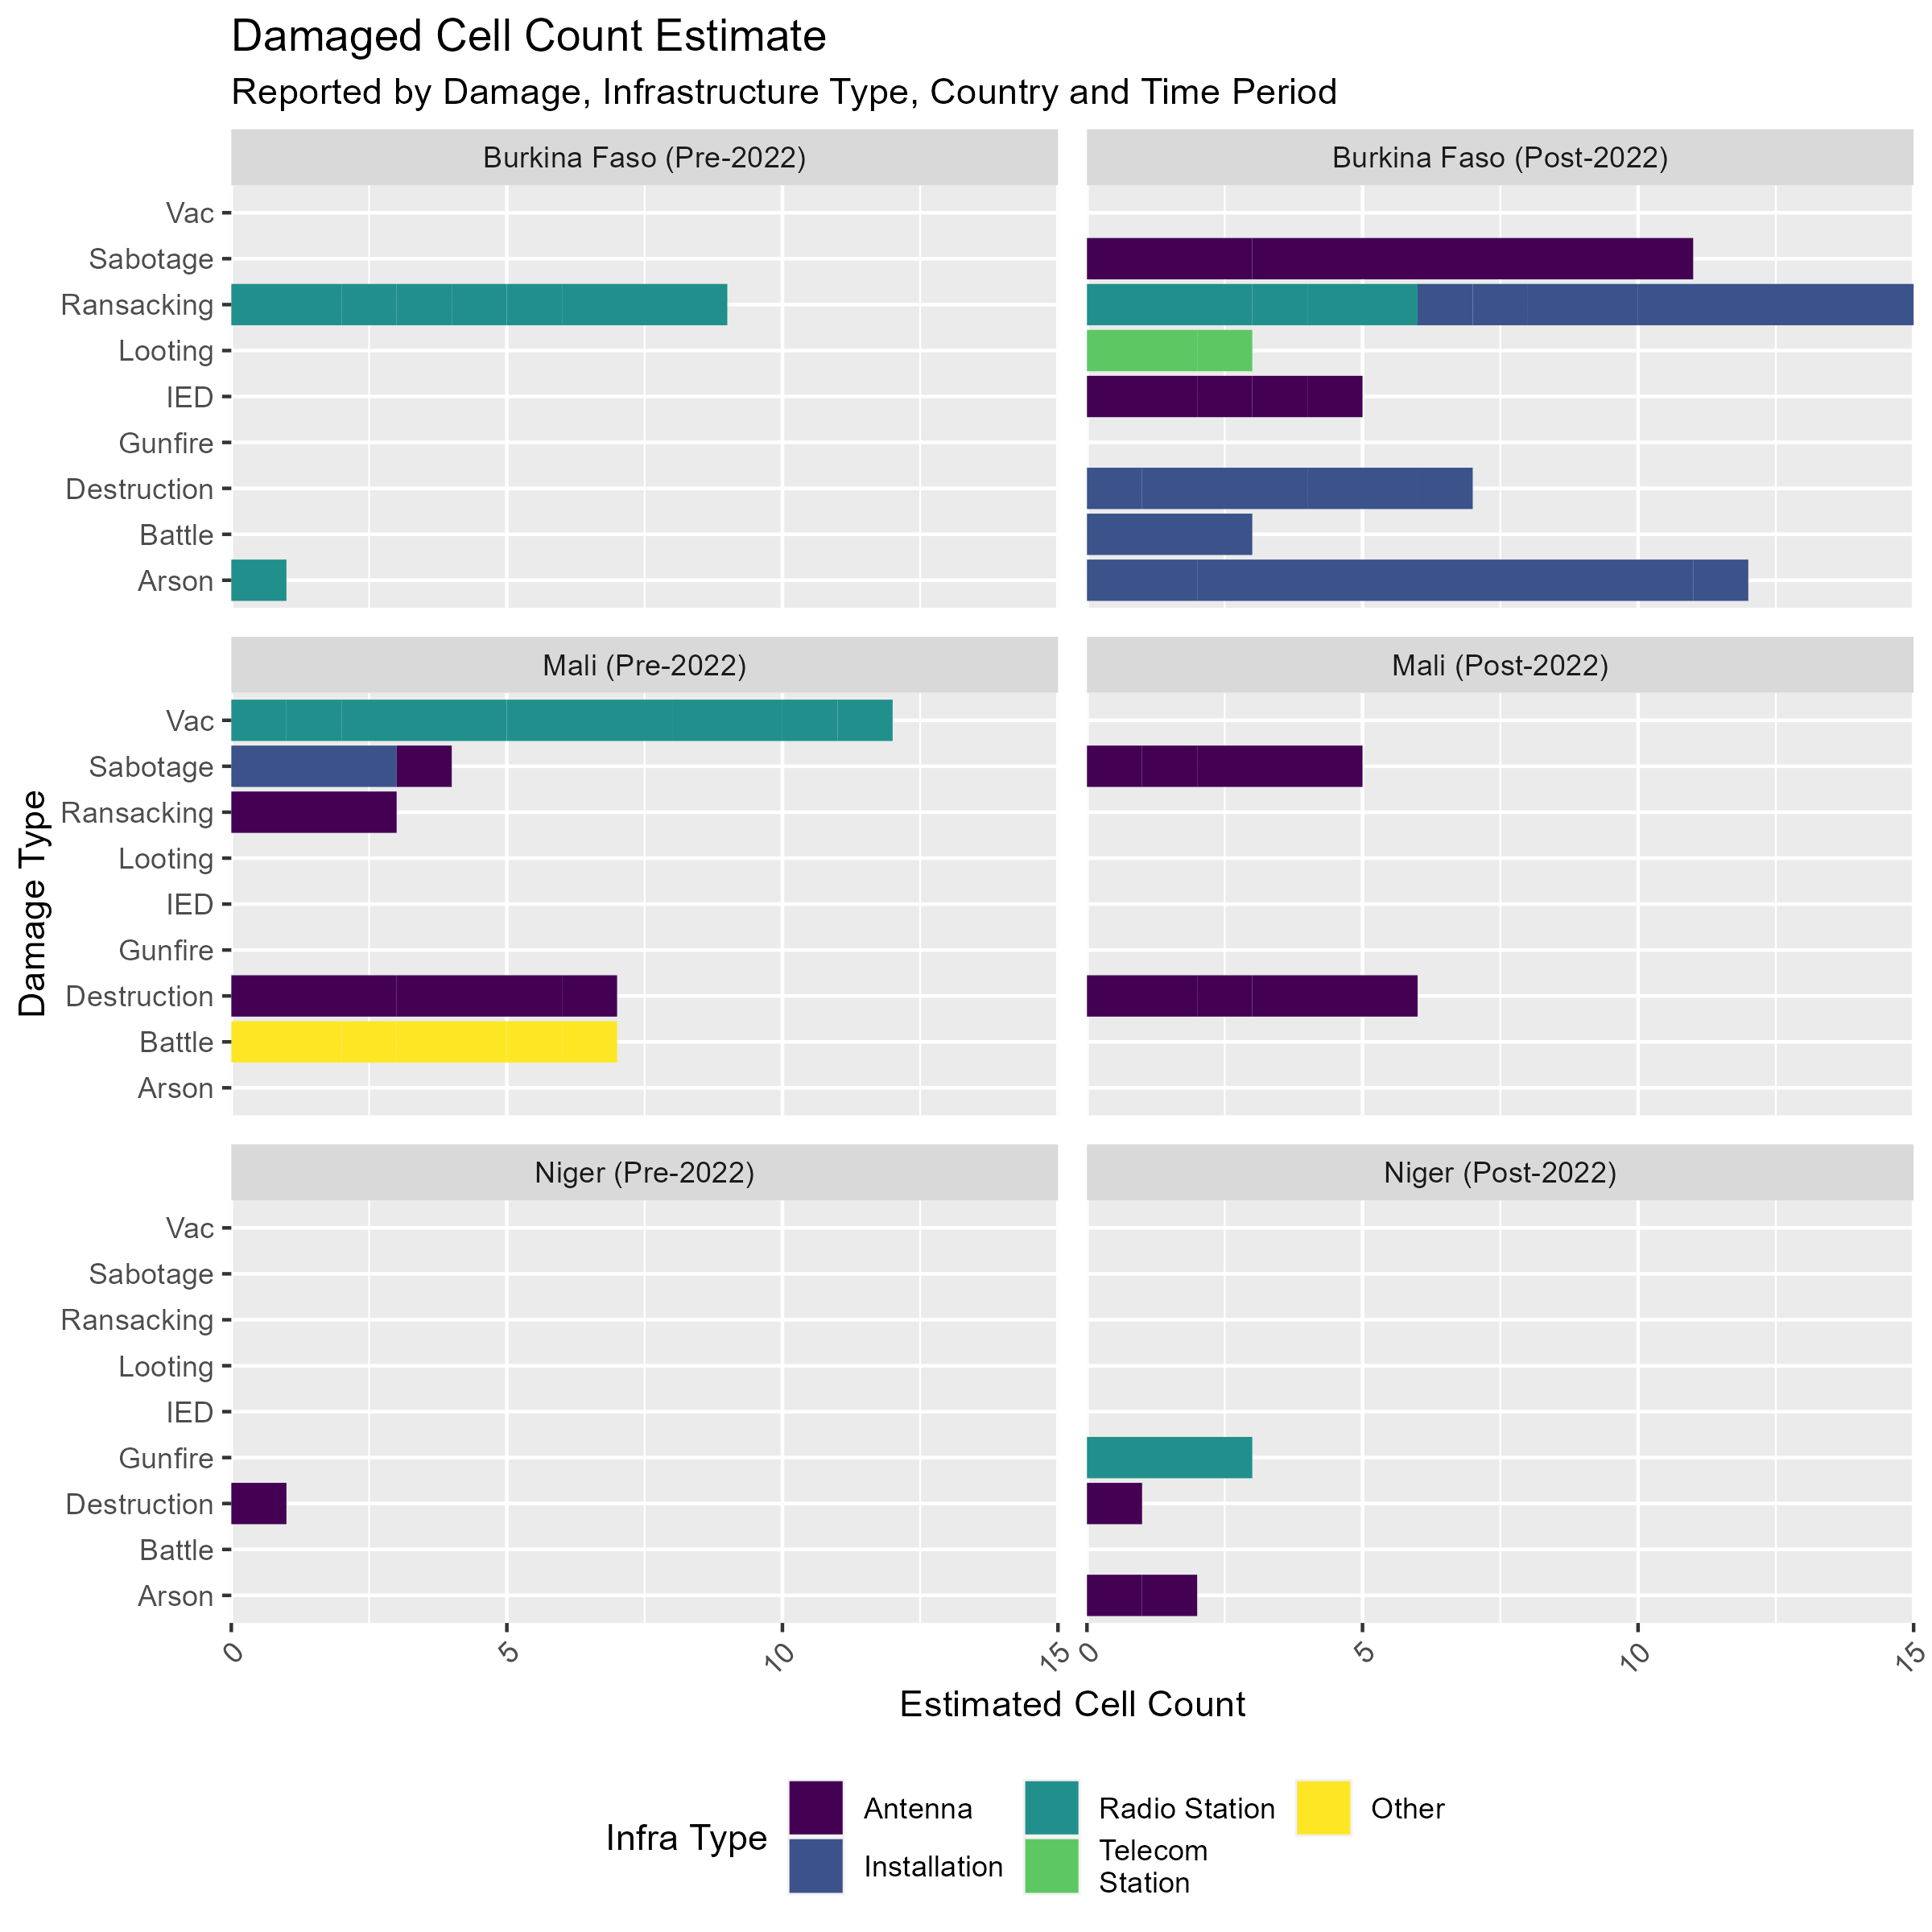 Damaged Cell Count Estimate
Reported by Damage, Infrastructure Type, Country and Time Period
Burkina Faso (Pre-2022)
Burkina Faso (Post-2022)
Vac
Sabotage
Ransacking
Looting
IED
Gunfire
Destruction
Battle
Arson
Mali (Pre-2022)
Mali (Post-2022)
Damage Type
Vac
Sabotage
Ransacking
Looting
IED
Gunfire
Destruction
Battle
Arson
Niger (Pre-2022)
Niger (Post-2022)
Vac
Sabotage
Ransacking
Looting
IED
Gunfire
Destruction
Battle
Arson
0 5 10 15 0 5 10 15
Estimated Cell Count
Infra Type
Antenna
Installation
Radio Station
Telecom
Station
Other